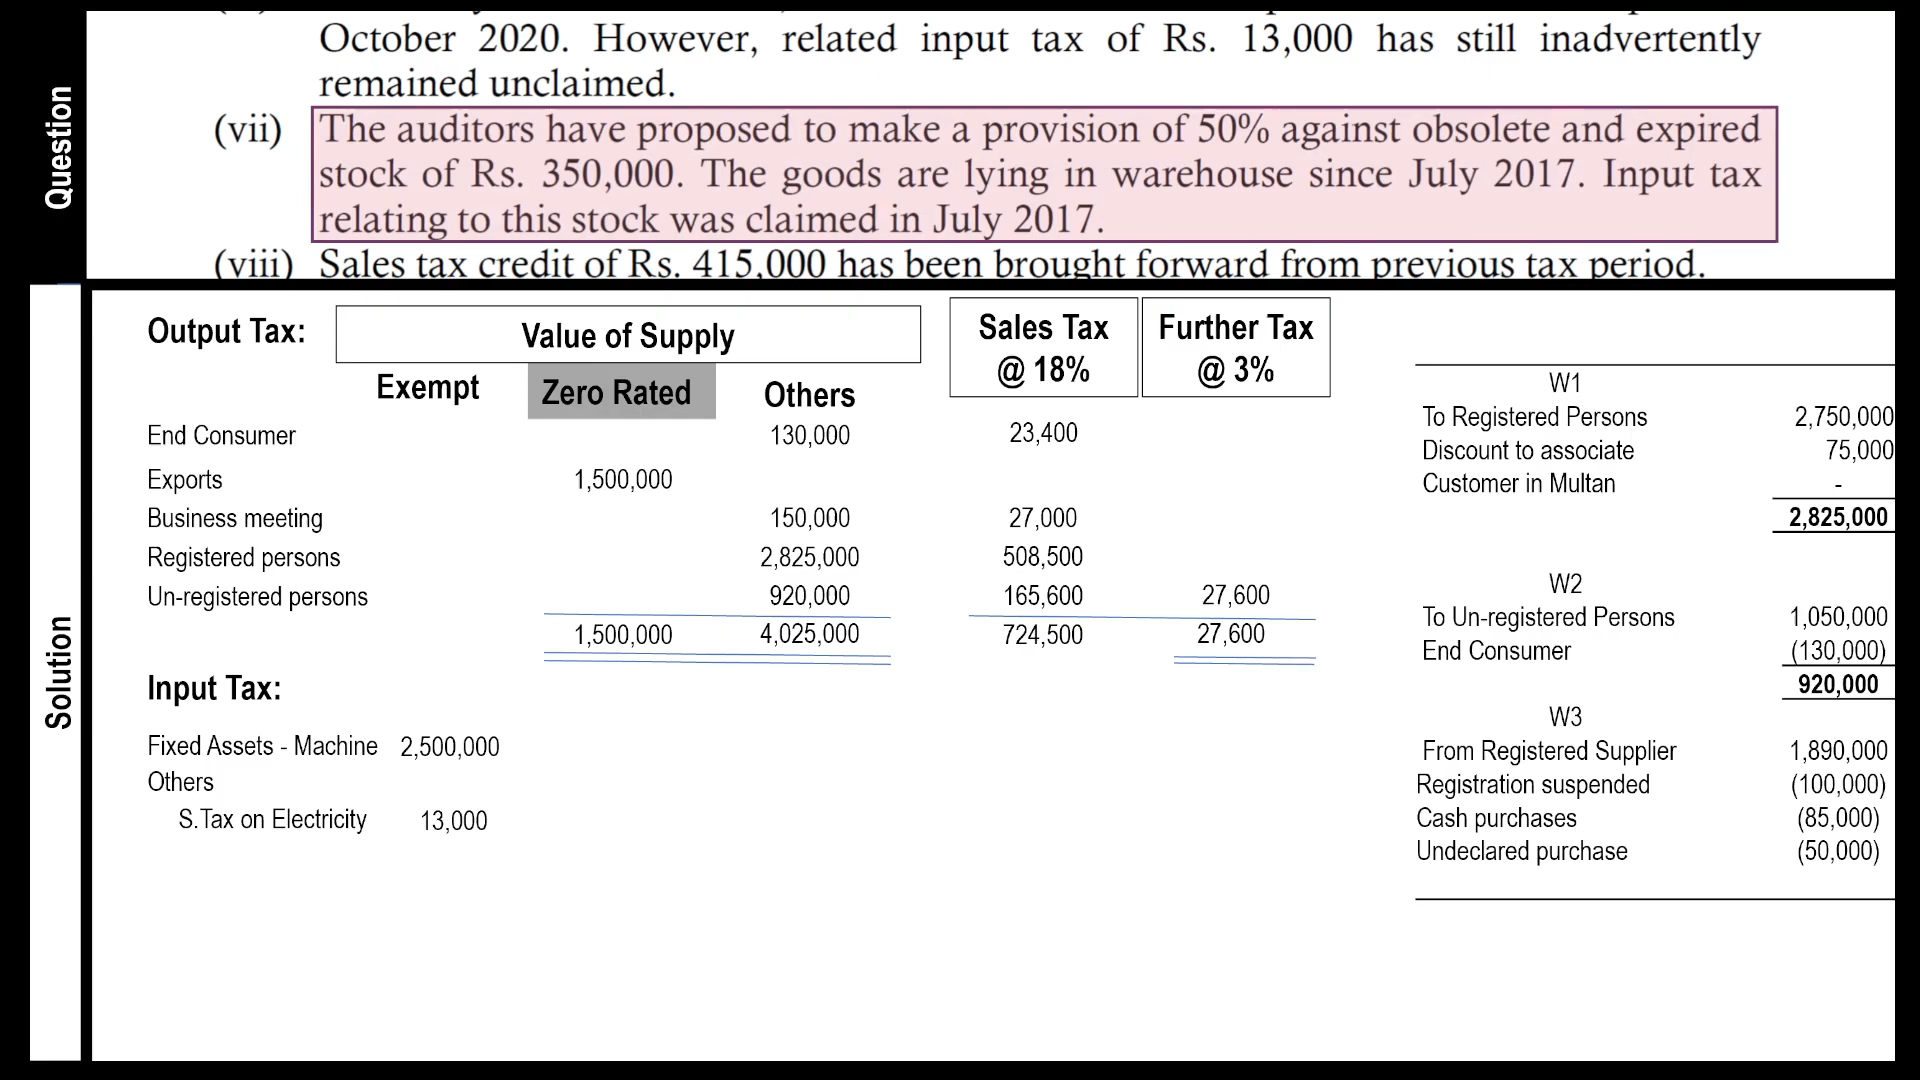 Question
October 2020. However, related input tax of Rs. 13,000 has still inadvertently
remained unclaimed.
(vii) The auditors have proposed to make a provision of 50% against obsolete and expired
stock of Rs. 350,000. The goods are lying in warehouse since July 2017. Input tax
relating to this stock was claimed in July 2017.
(viii) Sales tax credit of Rs. 415,000 has been brought forward from previous tax period.
Solution
Output Tax: Value of Supply Sales Tax @ 18% Further Tax @ 3%
Exempt Zero Rated Others
End Consumer 130,000 23,400
Exports 1,500,000
Business meeting 150,000 27,000
Registered persons 2,825,000 508,500
Un-registered persons 920,000 165,600 27,600
1,500,000 4,025,000 724,500 27,600
Input Tax:
Fixed Assets - Machine 2,500,000
Others
S.Tax on Electricity 13,000
W1
To Registered Persons 2,750,000
Discount to associate 75,000
Customer in Multan -
2,825,000
W2
To Un-registered Persons 1,050,000
End Consumer (130,000)
920,000
W3
From Registered Supplier 1,890,000
Registration suspended (100,000)
Cash purchases (85,000)
Undeclared purchase (50,000)